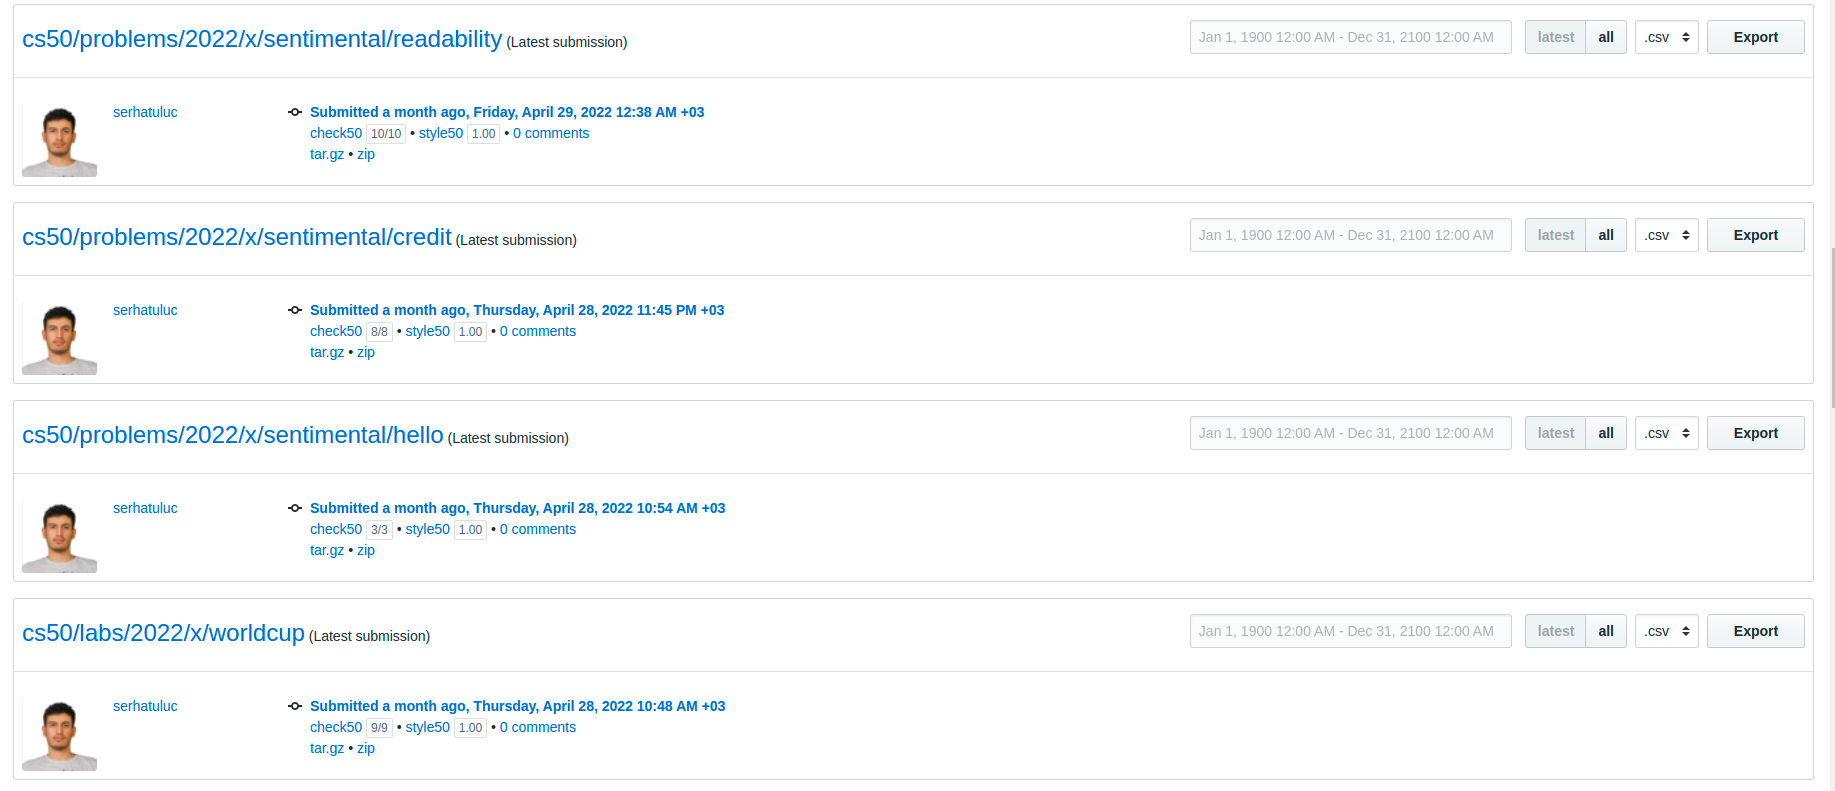 cs50/problems/2022/x/sentimental/readability (Latest submission) Jan 1, 1900 12:00 AM - Dec 31, 2100 12:00 AM latest all .csv Export
serhatuluc Submitted a month ago, Friday, April 29, 2022 12:38 AM +03
check50 10/10 • style50 1.00 • 0 comments
tar.gz • zip
cs50/problems/2022/x/sentimental/credit (Latest submission) Jan 1, 1900 12:00 AM - Dec 31, 2100 12:00 AM latest all .csv Export
serhatuluc Submitted a month ago, Thursday, April 28, 2022 11:45 PM +03
check50 8/8 • style50 1.00 • 0 comments
tar.gz • zip
cs50/problems/2022/x/sentimental/hello (Latest submission) Jan 1, 1900 12:00 AM - Dec 31, 2100 12:00 AM latest all .csv Export
serhatuluc Submitted a month ago, Thursday, April 28, 2022 10:54 AM +03
check50 3/3 • style50 1.00 • 0 comments
tar.gz • zip
cs50/labs/2022/x/worldcup (Latest submission) Jan 1, 1900 12:00 AM - Dec 31, 2100 12:00 AM latest all .csv Export
serhatuluc Submitted a month ago, Thursday, April 28, 2022 10:48 AM +03
check50 9/9 • style50 1.00 • 0 comments
tar.gz • zip